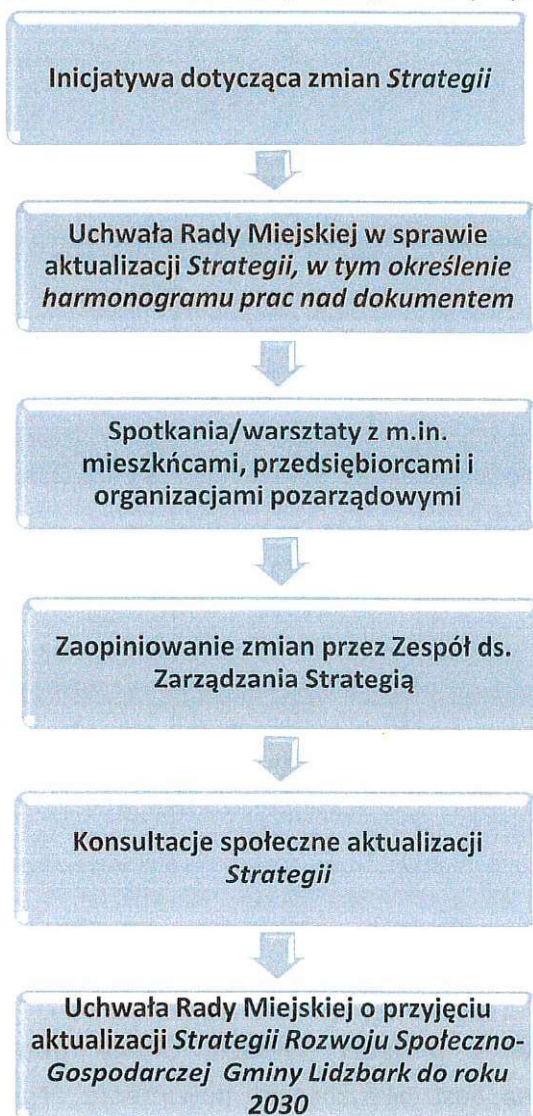 Inicjatywa dotycząca zmian Strategii
Uchwała Rady Miejskiej w sprawie
aktualizacji Strategii, w tym określenie
harmonogramu prac nad dokumentem
Spotkania/warsztaty z m.in.
mieszkńcami, przedsiębiorcami i
organizacjami pozarządowymi
Zaopiniowanie zmian przez Zespół ds.
Zarządzania Strategią
Konsultacje społeczne aktualizacji
Strategii
Uchwała Rady Miejskiej o przyjęciu
aktualizacji Strategii Rozwoju Społeczno-
Gospodarczej Gminy Lidzbark do roku
2030